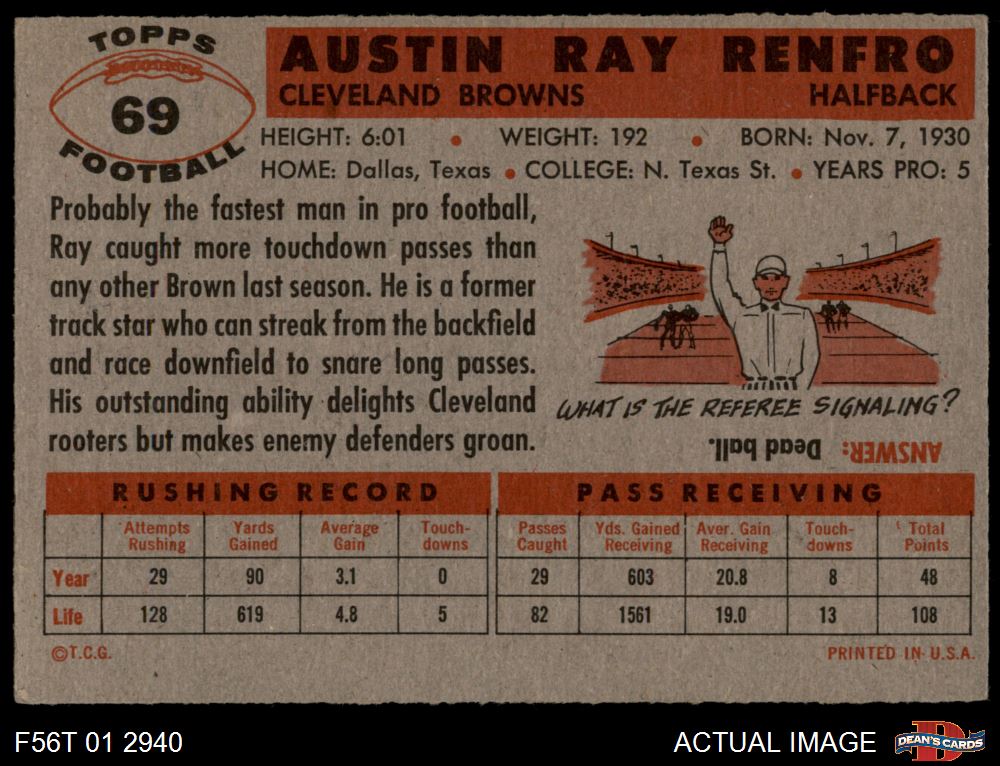 TOPPS
69
FOOTBALL
AUSTIN RAY RENFRO
CLEVELAND BROWNS HALFBACK
HEIGHT: 6:01 • WEIGHT: 192 • BORN: Nov. 7, 1930
HOME: Dallas, Texas • COLLEGE: N. Texas St. • YEARS PRO: 5
Probably the fastest man in pro football,
Ray caught more touchdown passes than
any other Brown last season. He is a former
track star who can streak from the backfield
and race downfield to snare long passes.
His outstanding ability delights Cleveland
rooters but makes enemy defenders groan.
WHAT IS THE REFEREE SIGNALING?
ANSWER: Dead ball.
RUSHING RECORD
Attempts Rushing Yards Gained Average Gain Touch-downs
Year 29 90 3.1 0
Life 128 619 4.8 5
PASS RECEIVING
Passes Caught Yds. Gained Receiving Aver. Gain Receiving Touch-downs Total Points
29 603 20.8 8 48
82 1561 19.0 13 108
©T.C.G. PRINTED IN U.S.A.
F56T 01 2940
ACTUAL IMAGE
DEAN'S CARDS